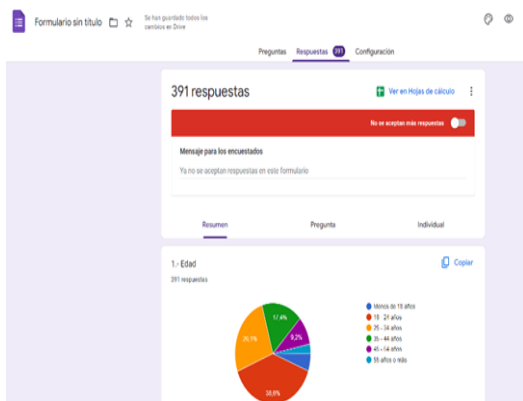 Formulario sin título
Se han guardado todos los
cambios en Drive
Preguntas Respuestas 391 Configuración
391 respuestas
Ver en Hojas de cálculo
No se aceptan más respuestas
Mensaje para los encuestados
Ya no se aceptan respuestas en este formulario
Resumen Pregunta Individual
1.- Edad
Copiar
391 respuestas
Menos de 18 años
18 - 24 años
25 - 34 años
35 - 44 años
45 - 54 años
55 años o más
17,4%
9,2%
38,6%